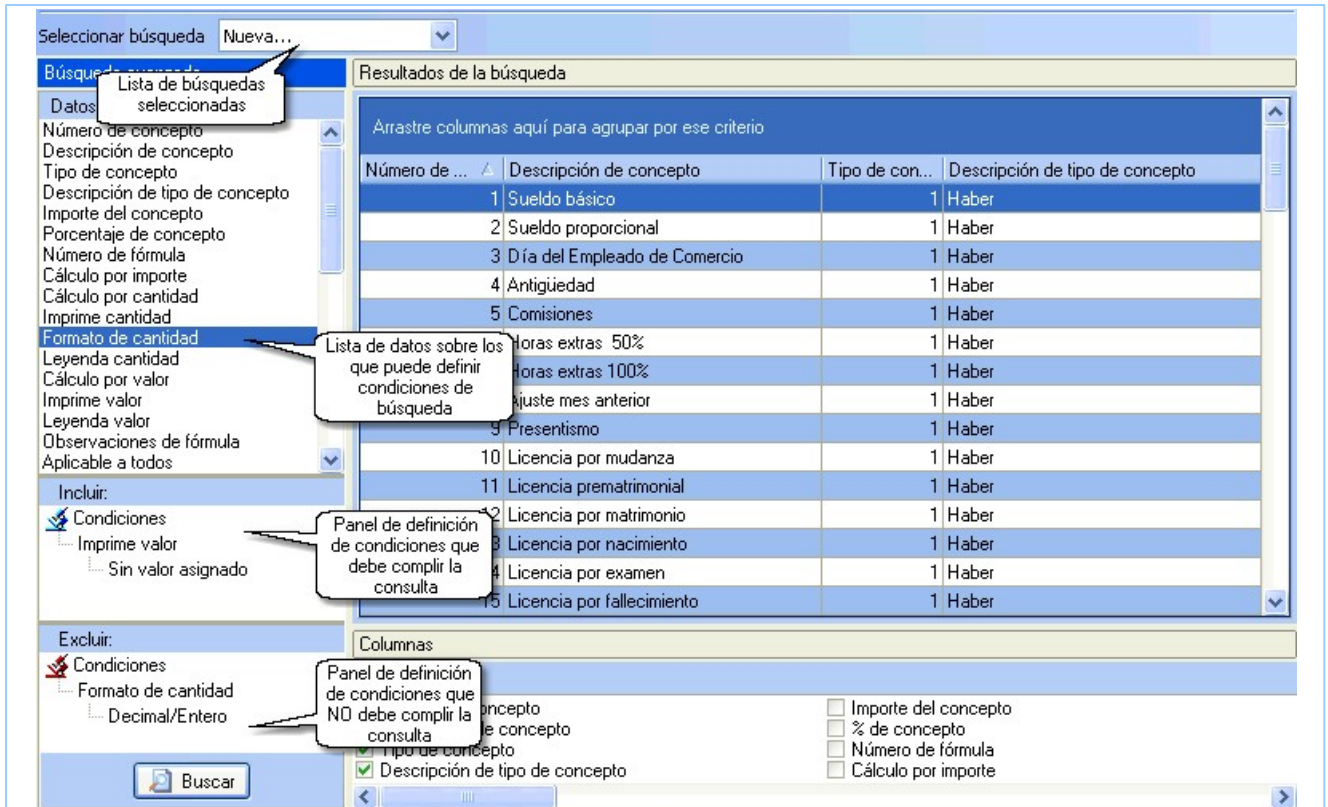 Seleccionar búsqueda Nueva...
Búsqueda avanzada
Lista de búsquedas
seleccionadas
Datos
Número de concepto
Descripción de concepto
Tipo de concepto
Descripción de tipo de concepto
Importe del concepto
Porcentaje de concepto
Número de fórmula
Cálculo por importe
Cálculo por cantidad
Imprime cantidad
Formato de cantidad
Leyenda cantidad
Cálculo por valor
Imprime valor
Leyenda valor
Observaciones de fórmula
Aplicable a todos
Lista de datos sobre los
que puede definir
condiciones de
búsqueda
Incluir:
Condiciones
Imprime valor
Sin valor asignado
Panel de definición
de condiciones que
debe complir la
consulta
Excluir:
Condiciones
Formato de cantidad
Decimal/Entero
Panel de definición
de condiciones que
NO debe complir la
consulta
Buscar
Resultados de la búsqueda
Arrastre columnas aquí para agrupar por ese criterio
Número de ... Descripción de concepto Tipo de con... Descripción de tipo de concepto
1 Sueldo básico 1 Haber
2 Sueldo proporcional 1 Haber
3 Día del Empleado de Comercio 1 Haber
4 Antigüedad 1 Haber
5 Comisiones 1 Haber
Horas extras 50% 1 Haber
Horas extras 100% 1 Haber
Ajuste mes anterior 1 Haber
9 Presentismo 1 Haber
10 Licencia por mudanza 1 Haber
11 Licencia prematrimonial 1 Haber
12 Licencia por matrimonio 1 Haber
3 Licencia por nacimiento 1 Haber
4 Licencia por examen 1 Haber
15 Licencia por fallecimiento 1 Haber
Columnas
concepto
de concepto
Tipo de concepto
Descripción de tipo de concepto
Importe del concepto
% de concepto
Número de fórmula
Cálculo por importe